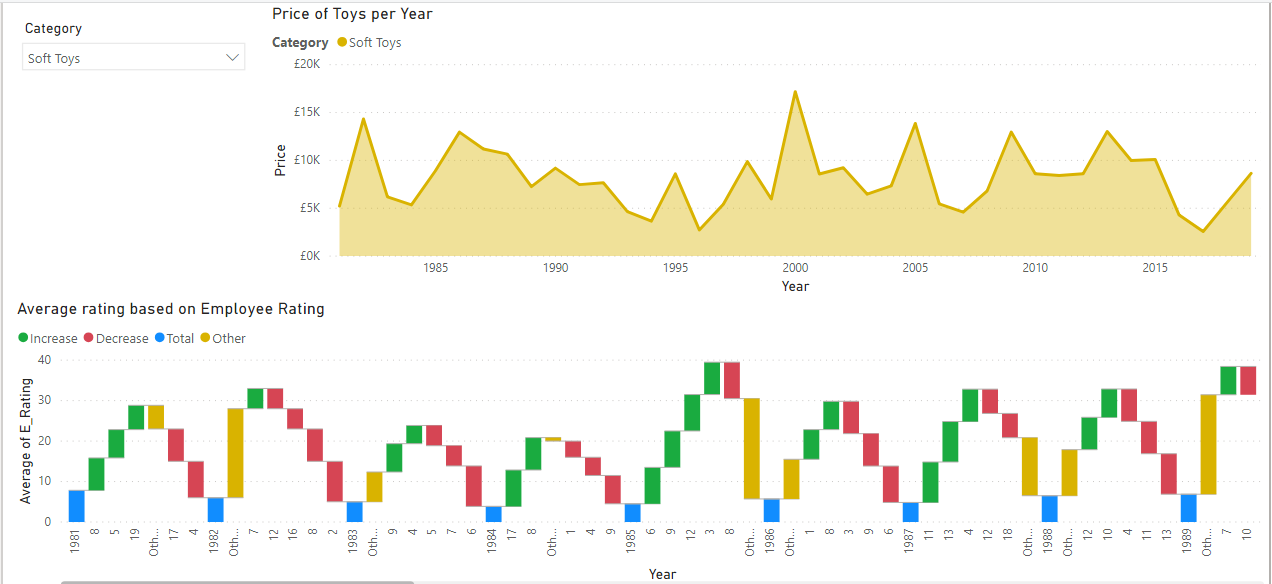 Category
Soft Toys
Price of Toys per Year
Category Soft Toys
£20K
£15K
£10K
£5K
£0K
Price
1985 1990 1995 2000 2005 2010 2015
Year
Average rating based on Employee Rating
Increase Decrease Total Other
40
30
20
10
0
Average of E_Rating
1981 8 5 19 Oth... 17 4 1982 Oth... 7 12 16 8 2 1983 Oth... 9 4 5 7 6 1984 17 8 Oth... 1 4 9 1985 6 9 12 3 8 Oth... 1986 Oth... 1 8 3 9 6 1987 11 13 4 12 18 Oth... 1988 Oth... 12 10 4 11 13 1989 Oth... 7 10
Year